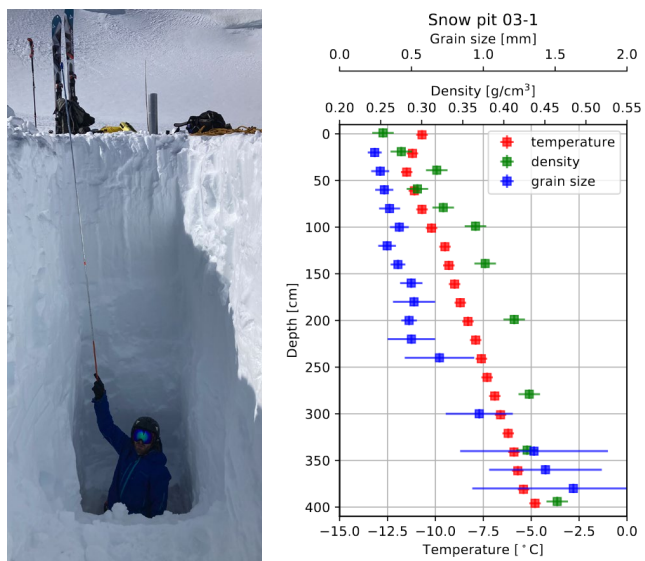 Snow pit 03-1
Grain size [mm]
0.0 0.5 1.0 1.5 2.0
Density [g/cm³]
0.20 0.25 0.30 0.35 0.40 0.45 0.50 0.55
temperature
density
grain size
Depth [cm]
0
50
100
150
200
250
300
350
400
−15.0 −12.5 −10.0 −7.5 −5.0 −2.5 0.0
Temperature [°C]